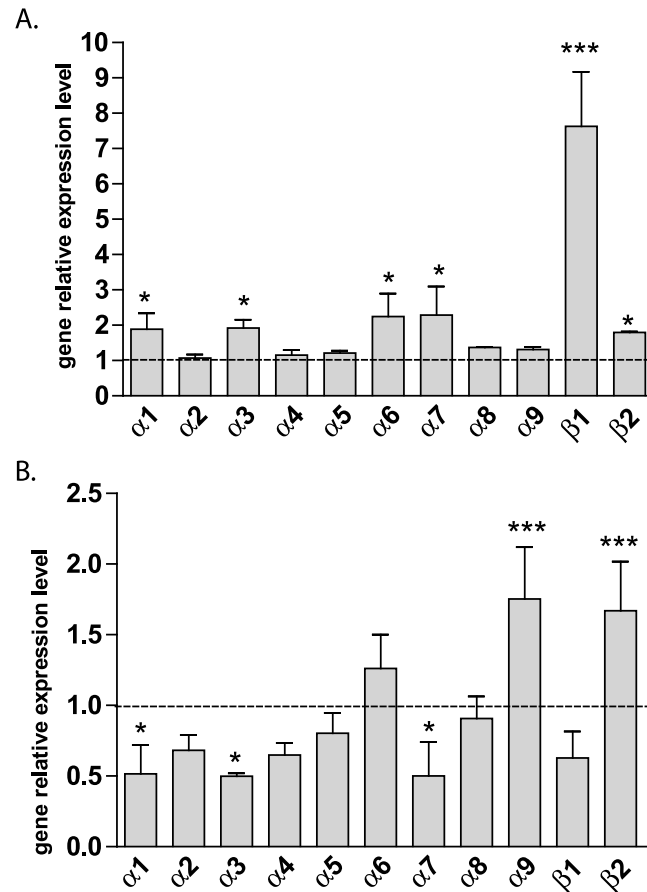 A.
gene relative expression level
10
9
8
7
6
5
4
3
2
1
0
* * * * *** *
α1 α2 α3 α4 α5 α6 α7 α8 α9 β1 β2
B.
gene relative expression level
2.5
2.0
1.5
1.0
0.5
0.0
* * * *** ***
α1 α2 α3 α4 α5 α6 α7 α8 α9 β1 β2